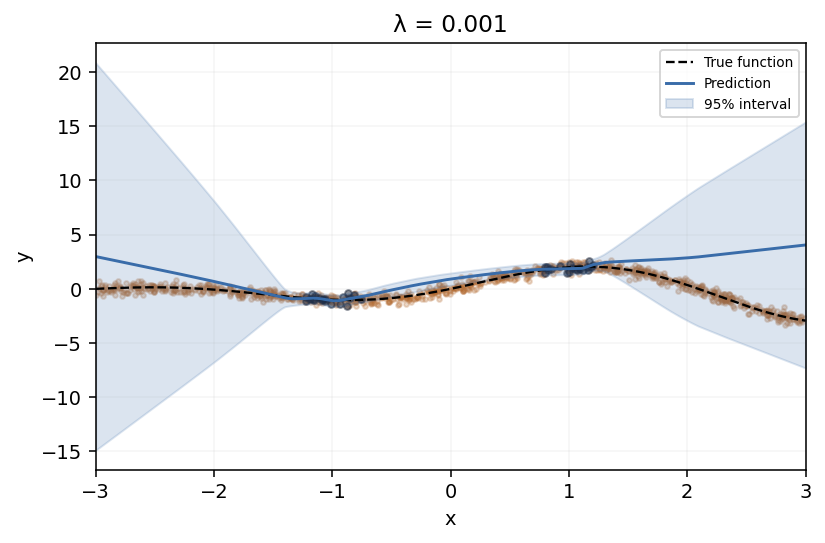 λ = 0.001
True function
Prediction
95% interval
20
15
10
5
0
−5
−10
−15
y
−3
−2
−1
0
1
2
3
x